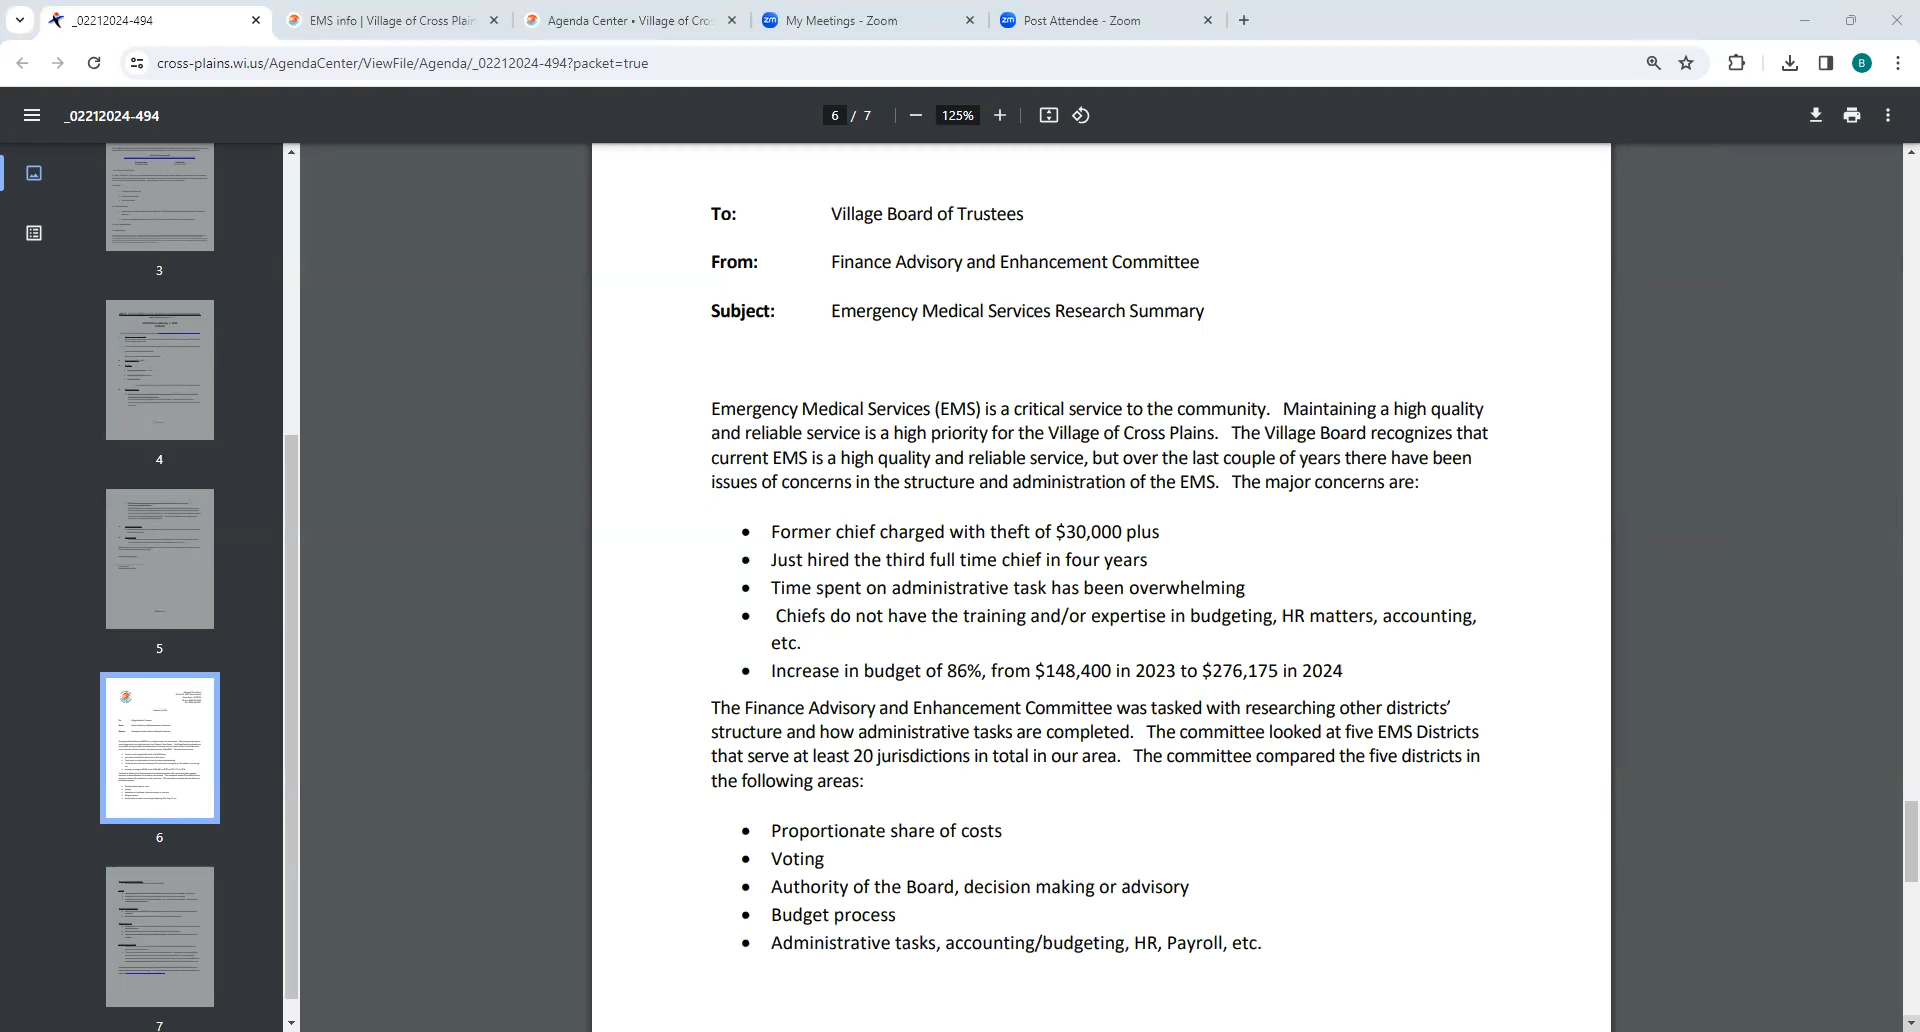 _02212024-494
EMS info | Village of Cross Plain
Agenda Center • Village of Cro
zm My Meetings - Zoom
zm Post Attendee - Zoom
cross-plains.wi.us/AgendaCenter/ViewFile/Agenda/_02212024-494?packet=true
B
_02212024-494
6 / 7
125%
3
4
5
6
7
To: Village Board of Trustees
From: Finance Advisory and Enhancement Committee
Subject: Emergency Medical Services Research Summary
Emergency Medical Services (EMS) is a critical service to the community. Maintaining a high quality
and reliable service is a high priority for the Village of Cross Plains. The Village Board recognizes that
current EMS is a high quality and reliable service, but over the last couple of years there have been
issues of concerns in the structure and administration of the EMS. The major concerns are:
• Former chief charged with theft of $30,000 plus
• Just hired the third full time chief in four years
• Time spent on administrative task has been overwhelming
• Chiefs do not have the training and/or expertise in budgeting, HR matters, accounting,
etc.
• Increase in budget of 86%, from $148,400 in 2023 to $276,175 in 2024
The Finance Advisory and Enhancement Committee was tasked with researching other districts’
structure and how administrative tasks are completed. The committee looked at five EMS Districts
that serve at least 20 jurisdictions in total in our area. The committee compared the five districts in
the following areas:
• Proportionate share of costs
• Voting
• Authority of the Board, decision making or advisory
• Budget process
• Administrative tasks, accounting/budgeting, HR, Payroll, etc.